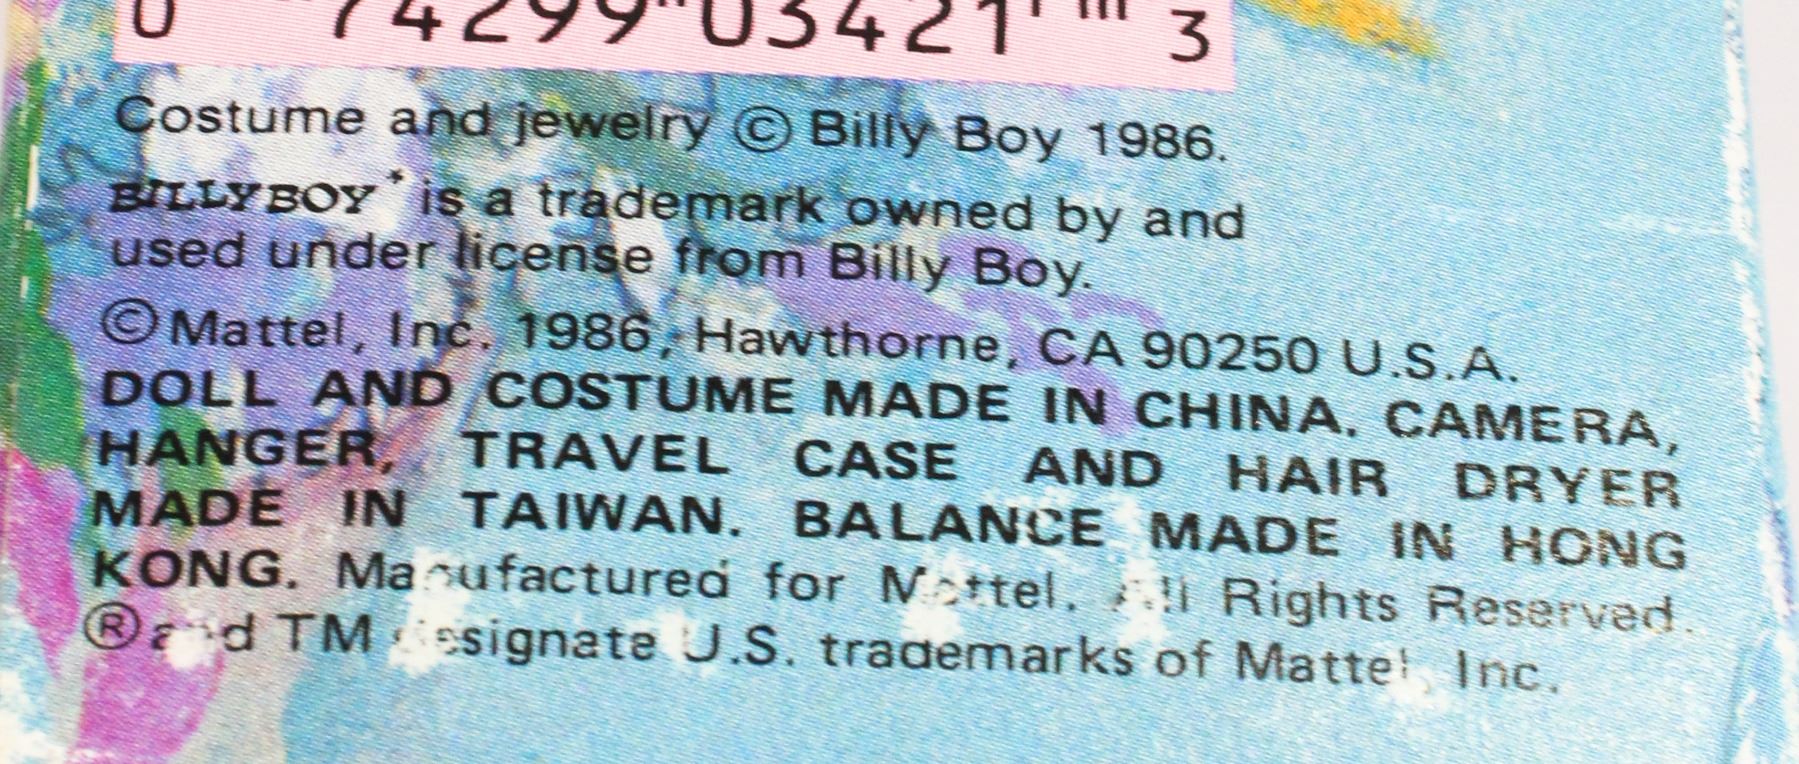 0 74299 03421 3
Costume and jewelry © Billy Boy 1986.
BILLYBOY* is a trademark owned by and
used under license from Billy Boy.
© Mattel, Inc. 1986, Hawthorne, CA 90250 U.S.A.
DOLL AND COSTUME MADE IN CHINA. CAMERA,
HANGER, TRAVEL CASE AND HAIR DRYER
MADE IN TAIWAN. BALANCE MADE IN HONG
KONG. Manufactured for Mattel. All Rights Reserved.
® and TM designate U.S. trademarks of Mattel, Inc.